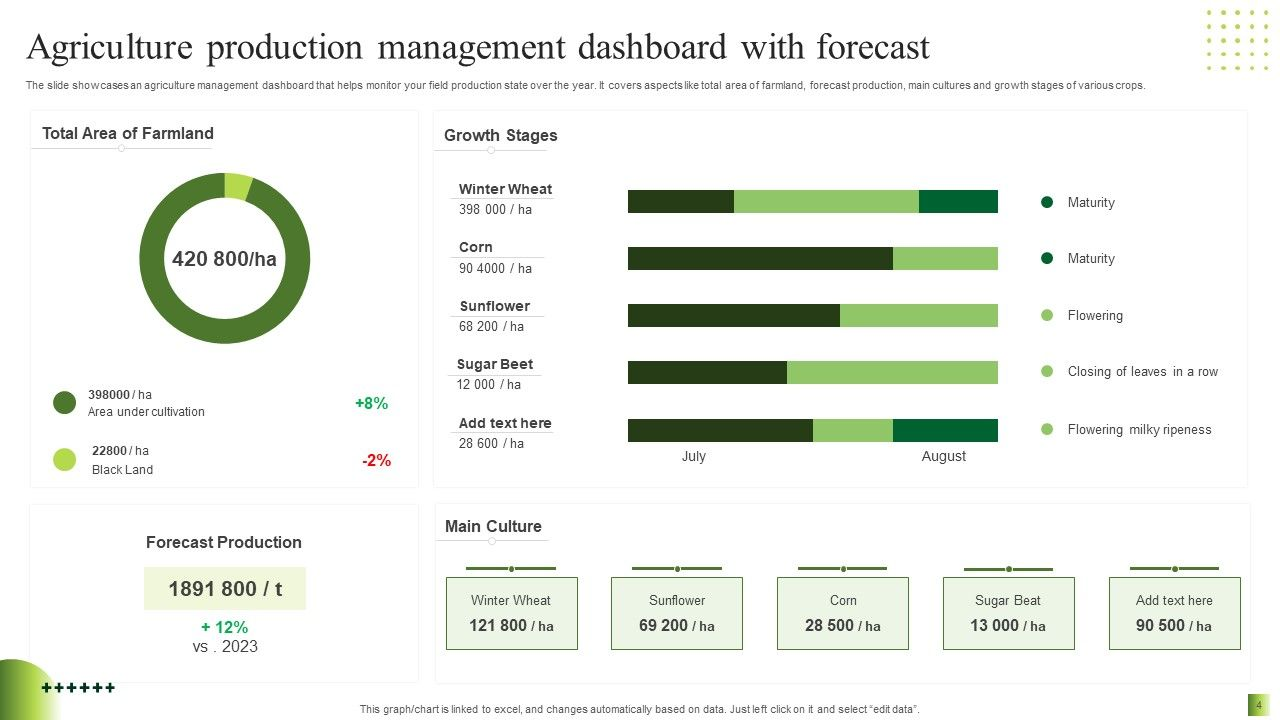 Agriculture production management dashboard with forecast
The slide showcases an agriculture management dashboard that helps monitor your field production state over the year. It covers aspects like total area of farmland, forecast production, main cultures and growth stages of various crops.
Total Area of Farmland
420 800/ha
398000 / ha
Area under cultivation
+8%
22800 / ha
Black Land
-2%
Growth Stages
Winter Wheat
398 000 / ha
Maturity
Corn
90 4000 / ha
Maturity
Sunflower
68 200 / ha
Flowering
Sugar Beet
12 000 / ha
Closing of leaves in a row
Add text here
28 600 / ha
Flowering milky ripeness
July
August
Forecast Production
1891 800 / t
+ 12%
vs . 2023
Main Culture
Winter Wheat
121 800 / ha
Sunflower
69 200 / ha
Corn
28 500 / ha
Sugar Beat
13 000 / ha
Add text here
90 500 / ha
This graph/chart is linked to excel, and changes automatically based on data. Just left click on it and select “edit data”.
4